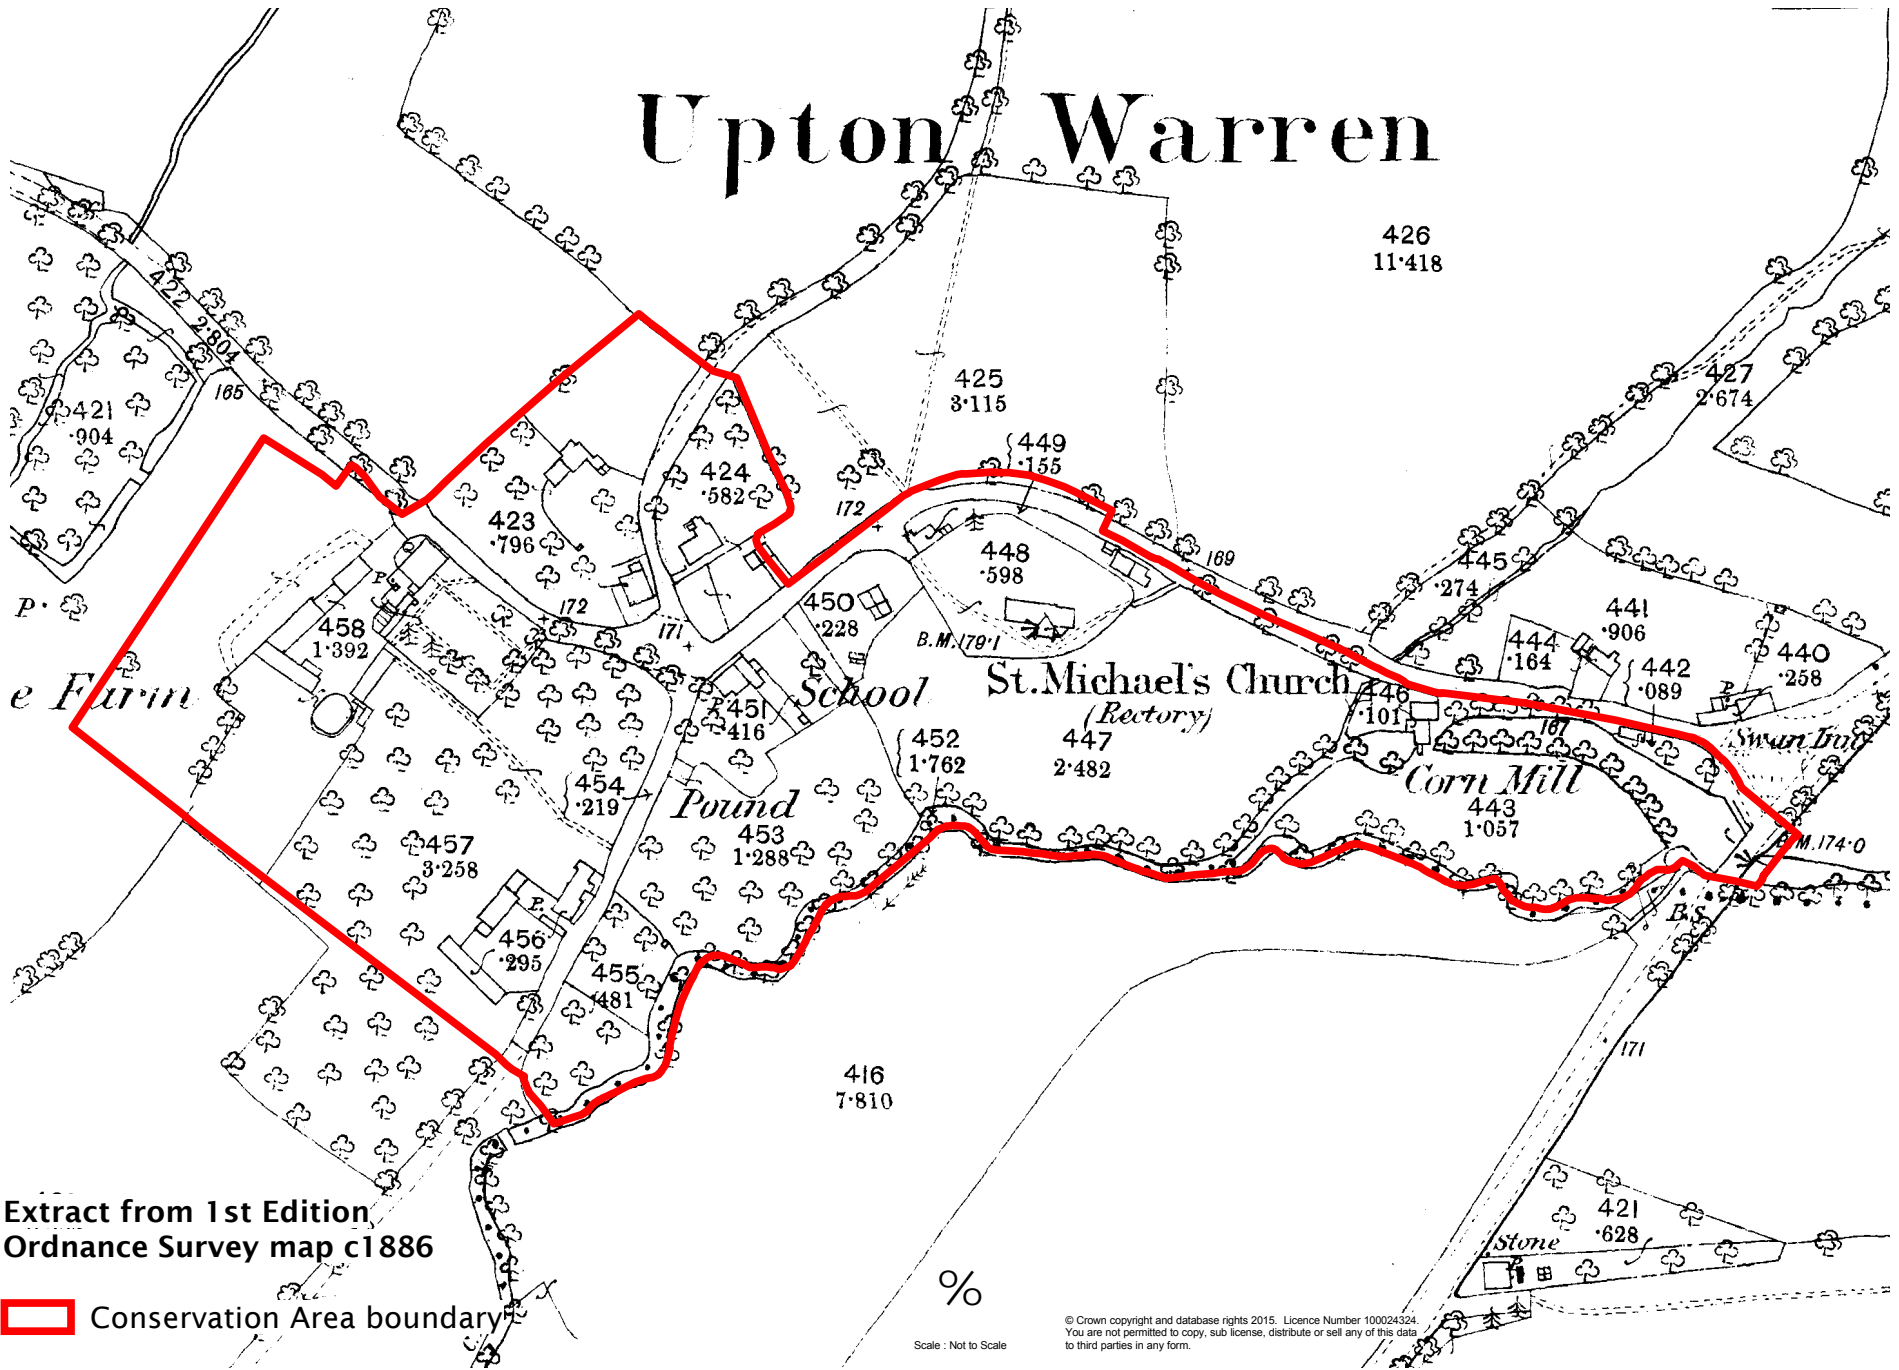 Upton Warren
426
11·418
422
2·804
165
421
·904
425
3·115
427
2·674
424
·582
449
·155
423
·796
172
448
·598
169
445
·274
P.
P.
458
1·392
172
171
450
·228
B.M.179·1
444
·164
441
·906
442
·089
440
·258
P.
e Farm
School
St. Michael's Church
(Rectory)
446
·101
P.
451
·416
452
1·762
447
2·482
167
Swan Inn
Corn Mill
454
·219
Pound
453
1·288
443
1·057
B.M.174·0
457
3·258
P.
456
·295
B.S.
455
·481
171
416
7·810
421
·628
Stone
P.
Extract from 1st Edition
Ordnance Survey map c1886
Conservation Area boundary
%
Scale : Not to Scale
© Crown copyright and database rights 2015. Licence Number 100024324.
You are not permitted to copy, sub license, distribute or sell any of this data
to third parties in any form.